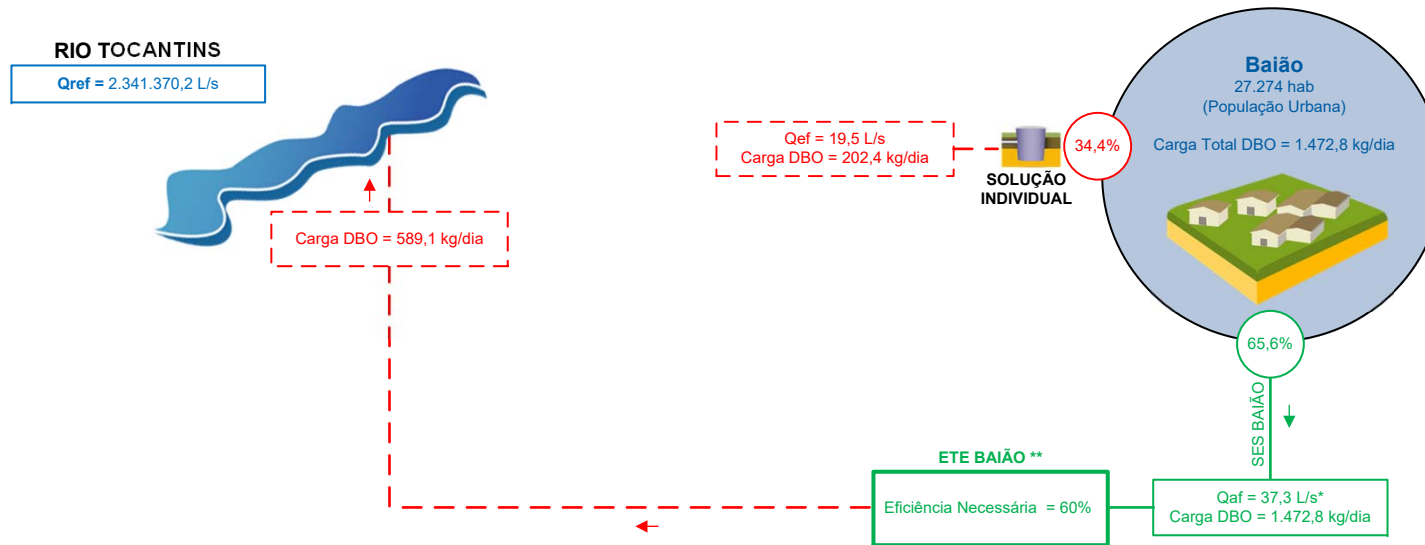 RIO TOCANTINS
Qref = 2.341.370,2 L/s
Carga DBO = 589,1 kg/dia
Qef = 19,5 L/s
Carga DBO = 202,4 kg/dia
SOLUÇÃO
INDIVIDUAL
34,4%
Baião
27.274 hab
(População Urbana)
Carga Total DBO = 1.472,8 kg/dia
65,6%
SES BAIÃO
ETE BAIÃO **
Eficiência Necessária = 60%
Qaf = 37,3 L/s*
Carga DBO = 1.472,8 kg/dia